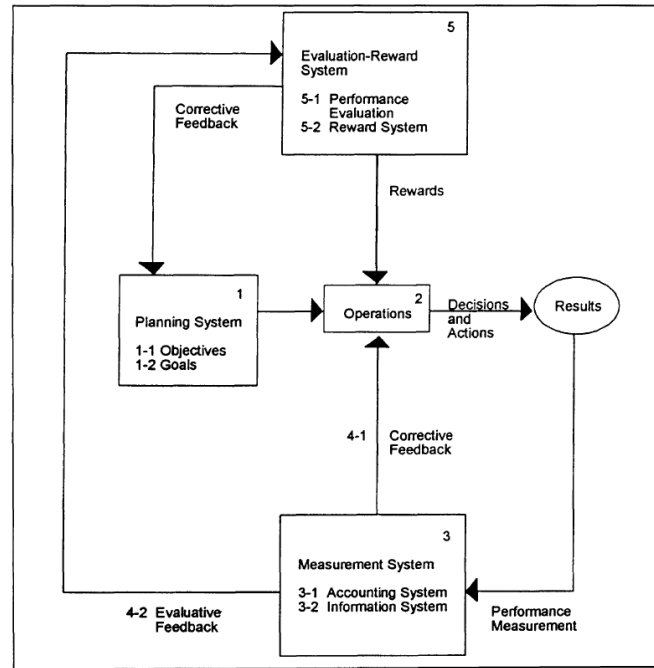 5
Evaluation-Reward
System
5-1 Performance
Evaluation
5-2 Reward System
Corrective
Feedback
Rewards
1
Planning System
1-1 Objectives
1-2 Goals
2
Operations
Decisions
and
Actions
Results
4-1 Corrective
Feedback
3
Measurement System
3-1 Accounting System
3-2 Information System
4-2 Evaluative
Feedback
Performance
Measurement